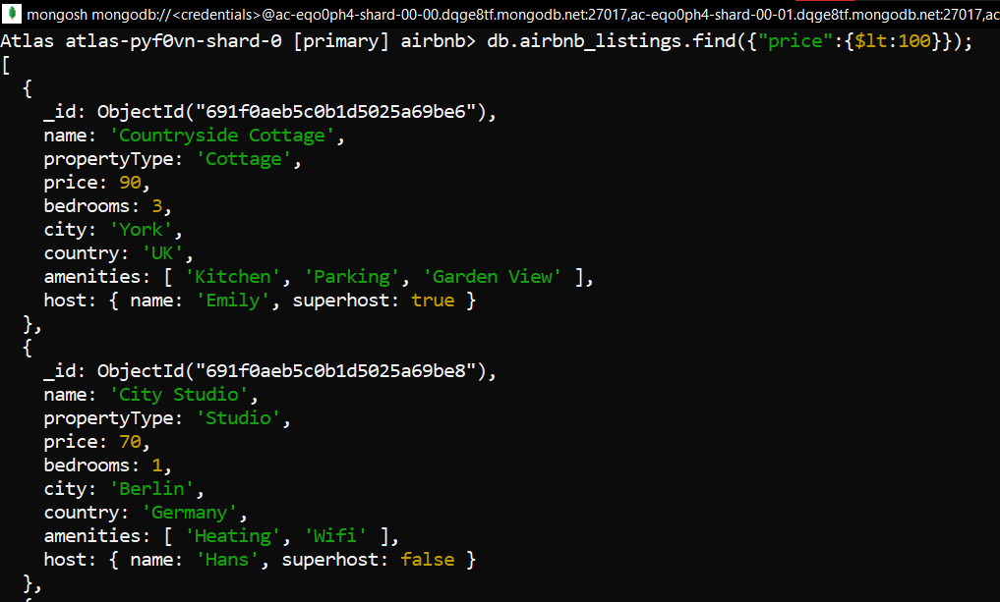 mongosh mongodb://<credentials>@ac-eqo0ph4-shard-00-00.dqge8tf.mongodb.net:27017,ac-eqo0ph4-shard-00-01.dqge8tf.mongodb.net:27017,ac
Atlas atlas-pyf0vn-shard-0 [primary] airbnb> db.airbnb_listings.find({"price":{$lt:100}});
[
  {
    _id: ObjectId("691f0aeb5c0b1d5025a69be6"),
    name: 'Countryside Cottage',
    propertyType: 'Cottage',
    price: 90,
    bedrooms: 3,
    city: 'York',
    country: 'UK',
    amenities: [ 'Kitchen', 'Parking', 'Garden View' ],
    host: { name: 'Emily', superhost: true }
  },
  {
    _id: ObjectId("691f0aeb5c0b1d5025a69be8"),
    name: 'City Studio',
    propertyType: 'Studio',
    price: 70,
    bedrooms: 1,
    city: 'Berlin',
    country: 'Germany',
    amenities: [ 'Heating', 'Wifi' ],
    host: { name: 'Hans', superhost: false }
  },